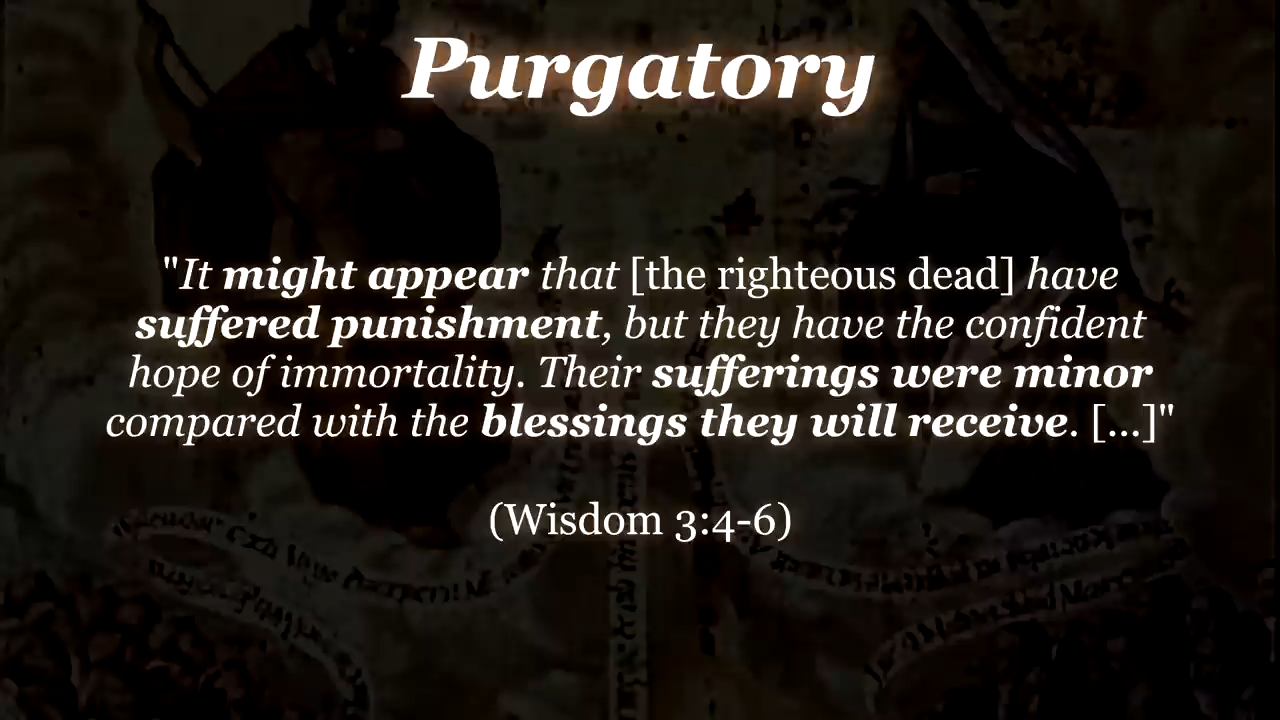 Purgatory
"It might appear that [the righteous dead] have
suffered punishment, but they have the confident
hope of immortality. Their sufferings were minor
compared with the blessings they will receive. [...]"
(Wisdom 3:4-6)